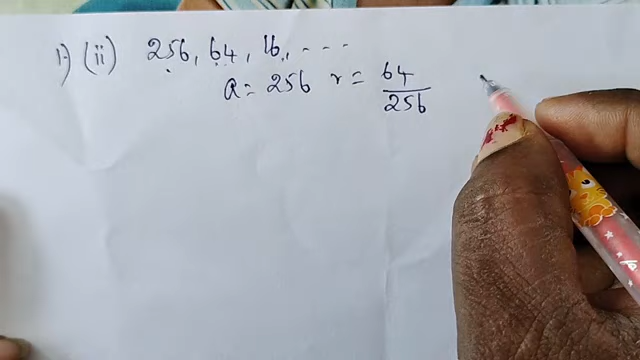 1.) (ii) 256, 64, 16, - - -
a = 256 r = 64/256